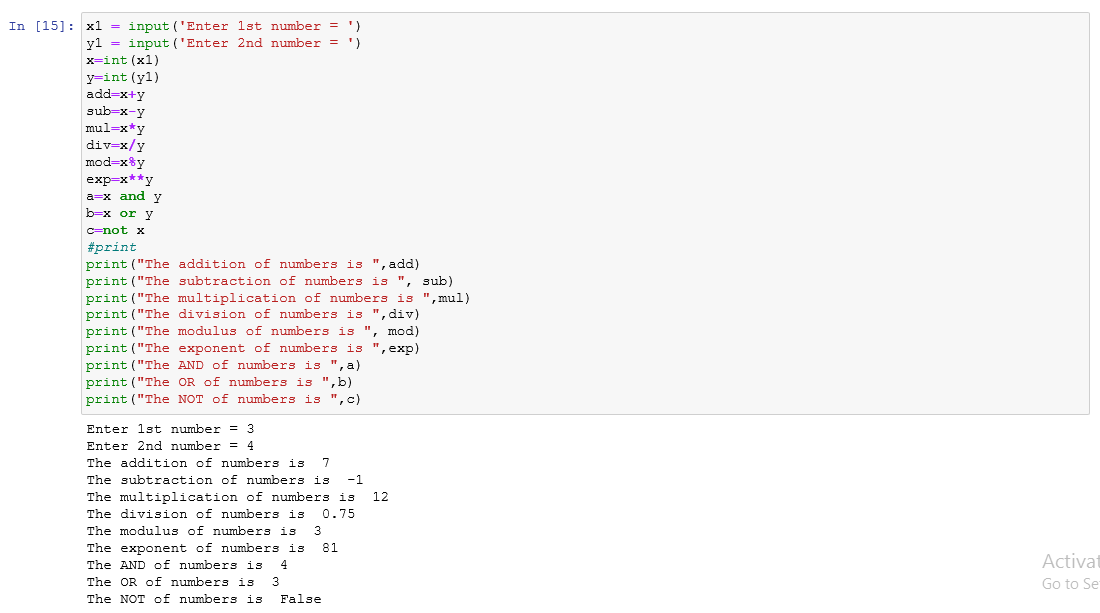 In [15]: x1 = input('Enter 1st number = ')
y1 = input('Enter 2nd number = ')
x=int(x1)
y=int(y1)
add=x+y
sub=x-y
mul=x*y
div=x/y
mod=x%y
exp=x**y
a=x and y
b=x or y
c=not x
#print
print("The addition of numbers is ",add)
print("The subtraction of numbers is ", sub)
print("The multiplication of numbers is ",mul)
print("The division of numbers is ",div)
print("The modulus of numbers is ", mod)
print("The exponent of numbers is ",exp)
print("The AND of numbers is ",a)
print("The OR of numbers is ",b)
print("The NOT of numbers is ",c)
Enter 1st number = 3
Enter 2nd number = 4
The addition of numbers is  7
The subtraction of numbers is  -1
The multiplication of numbers is  12
The division of numbers is  0.75
The modulus of numbers is  3
The exponent of numbers is  81
The AND of numbers is  4
The OR of numbers is  3
The NOT of numbers is  False
Activat
Go to Se